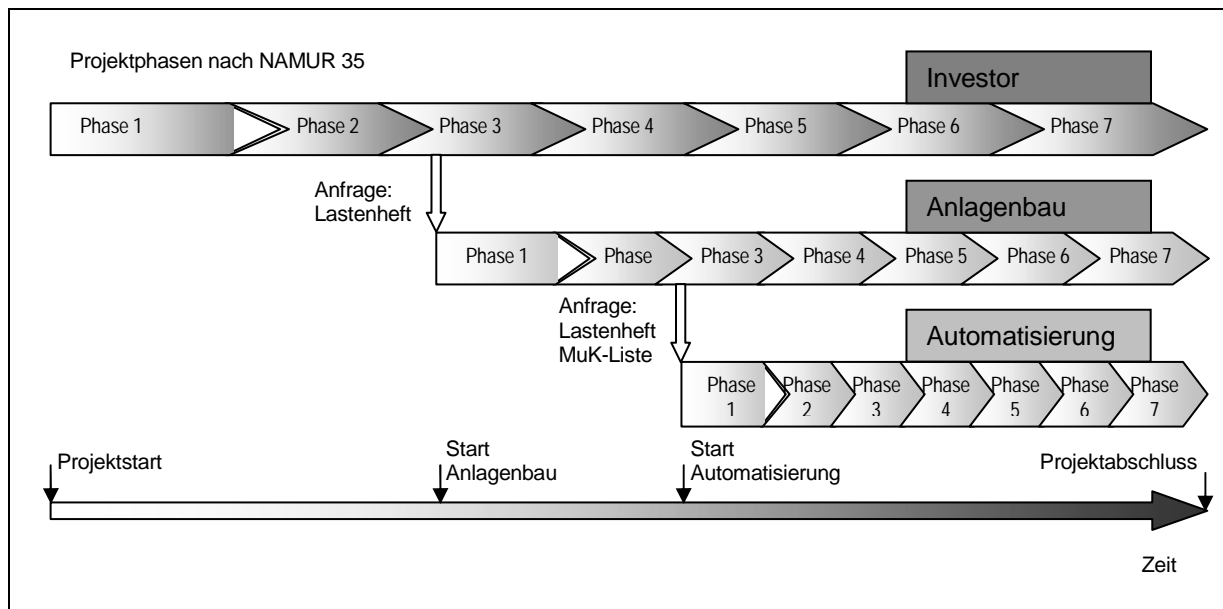 Projektphasen nach NAMUR 35
Investor
Phase 1
Phase 2
Phase 3
Phase 4
Phase 5
Phase 6
Phase 7
Anfrage:
Lastenheft
Anlagenbau
Phase 1
Phase
Phase 3
Phase 4
Phase 5
Phase 6
Phase 7
Anfrage:
Lastenheft
MuK-Liste
Automatisierung
Phase
1
Phase
2
Phase
3
Phase
4
Phase
5
Phase
6
Phase
7
Projektstart
Start
Anlagenbau
Start
Automatisierung
Projektabschluss
Zeit